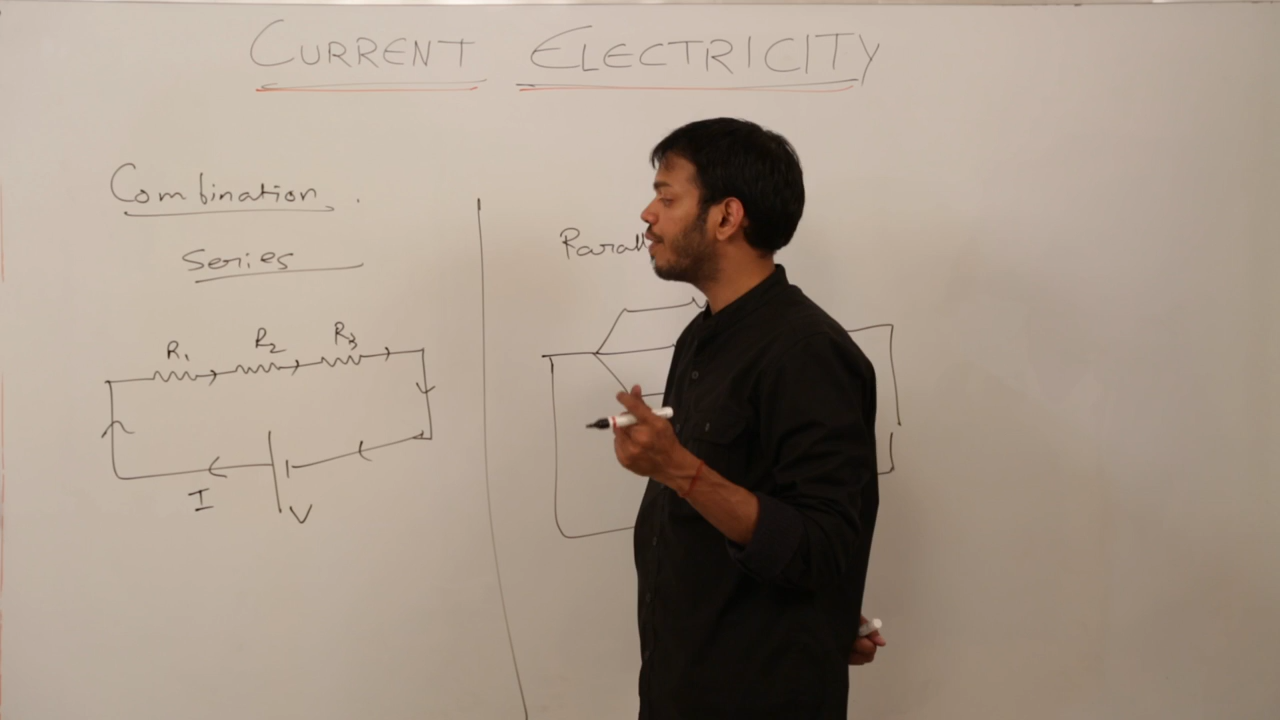 CURRENT ELECTRICITY
Combination.
Series
R1
R2
R3
I
V